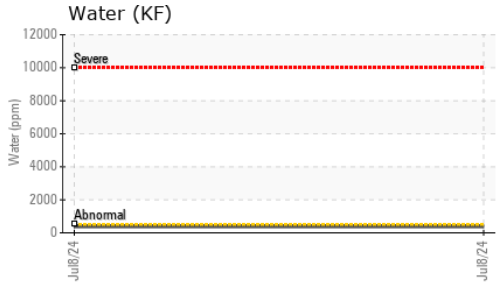 Water (KF)
12000
Severe
10000
8000
Water (ppm)
6000
4000
2000
Abnormal
0
Jul8/24
Jul8/24